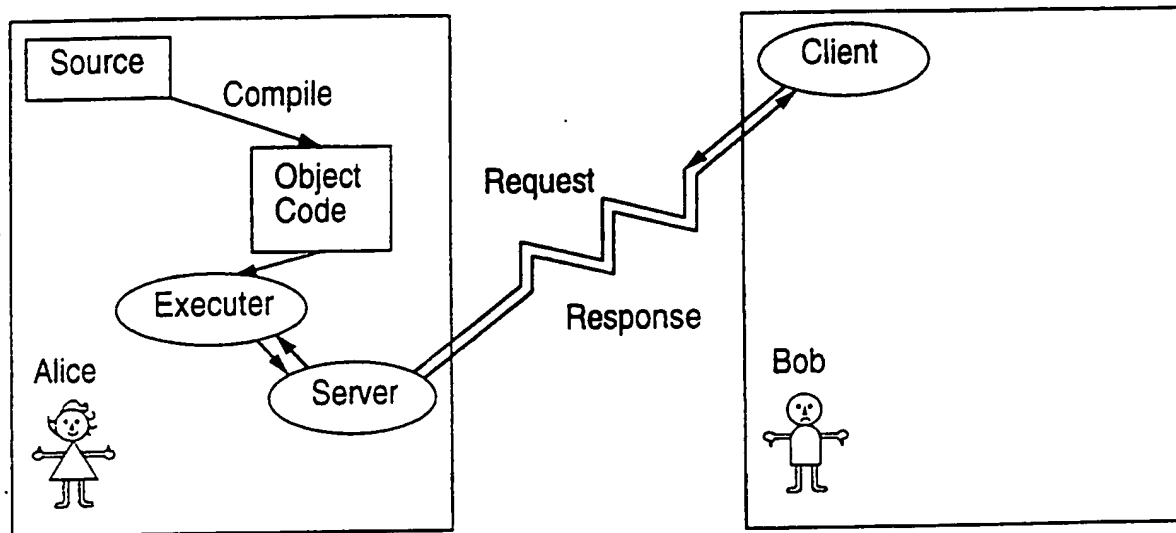 Source
Compile
Object
Code
Executer
Server
Alice
Request
Response
Client
Bob